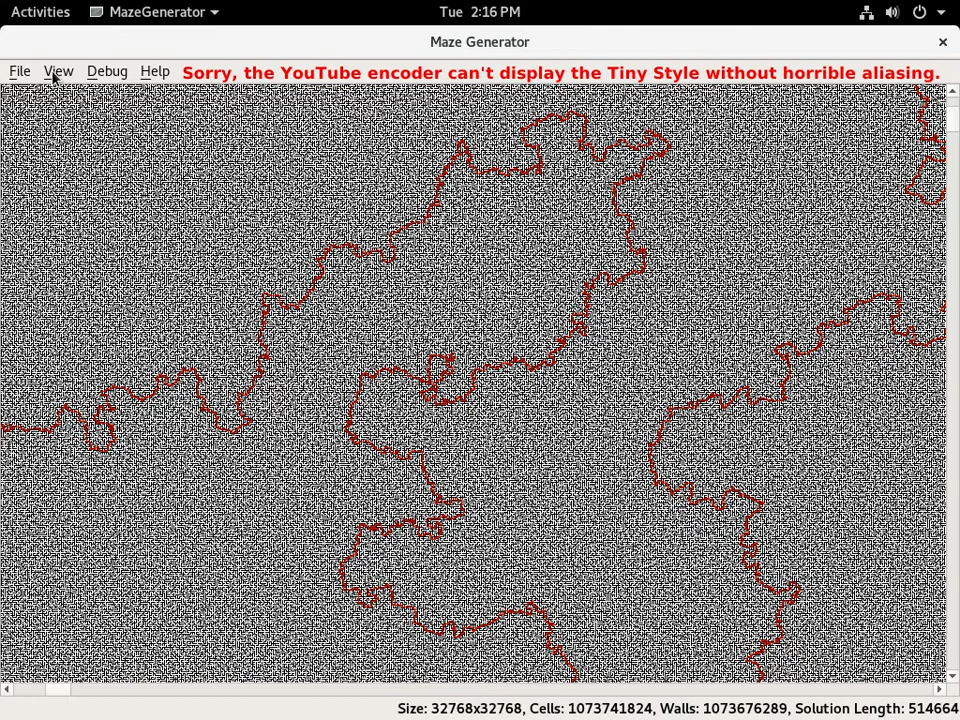 Activities MazeGenerator Tue 2:16 PM
Maze Generator
File View Debug Help Sorry, the YouTube encoder can't display the Tiny Style without horrible aliasing.
Size: 32768x32768, Cells: 1073741824, Walls: 1073676289, Solution Length: 514664